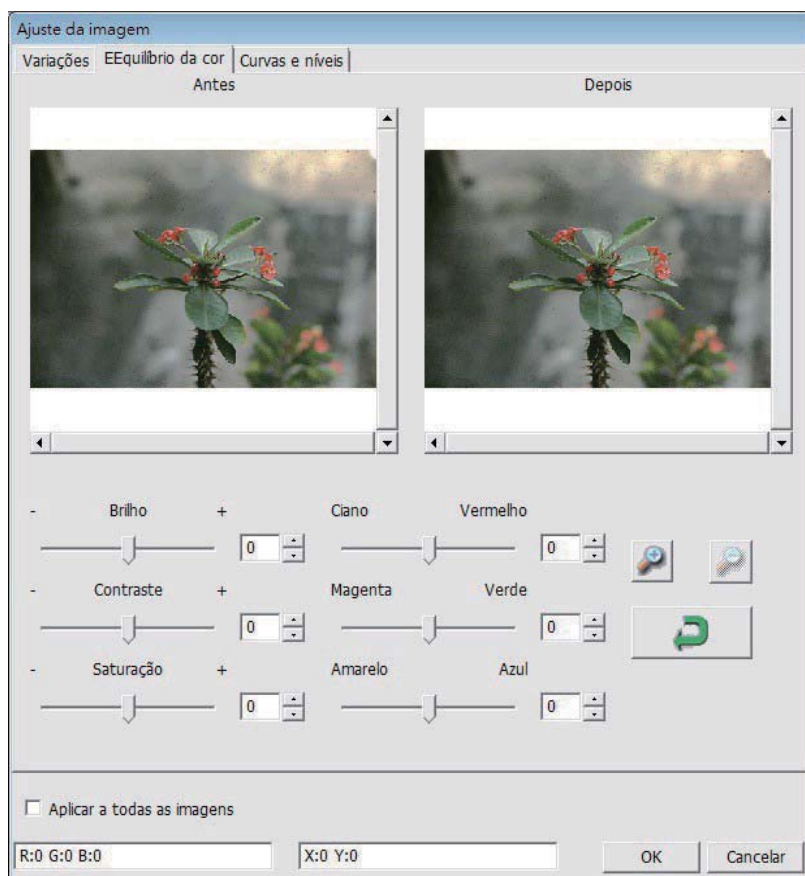 Ajuste da imagem
Variações EEquilíbrio da cor Curvas e níveis
Antes Depois
- Brilho + Ciano Vermelho
0 0
- Contraste + Magenta Verde
0 0
- Saturação + Amarelo Azul
0 0
Aplicar a todas as imagens
R:0 G:0 B:0 X:0 Y:0 OK Cancelar